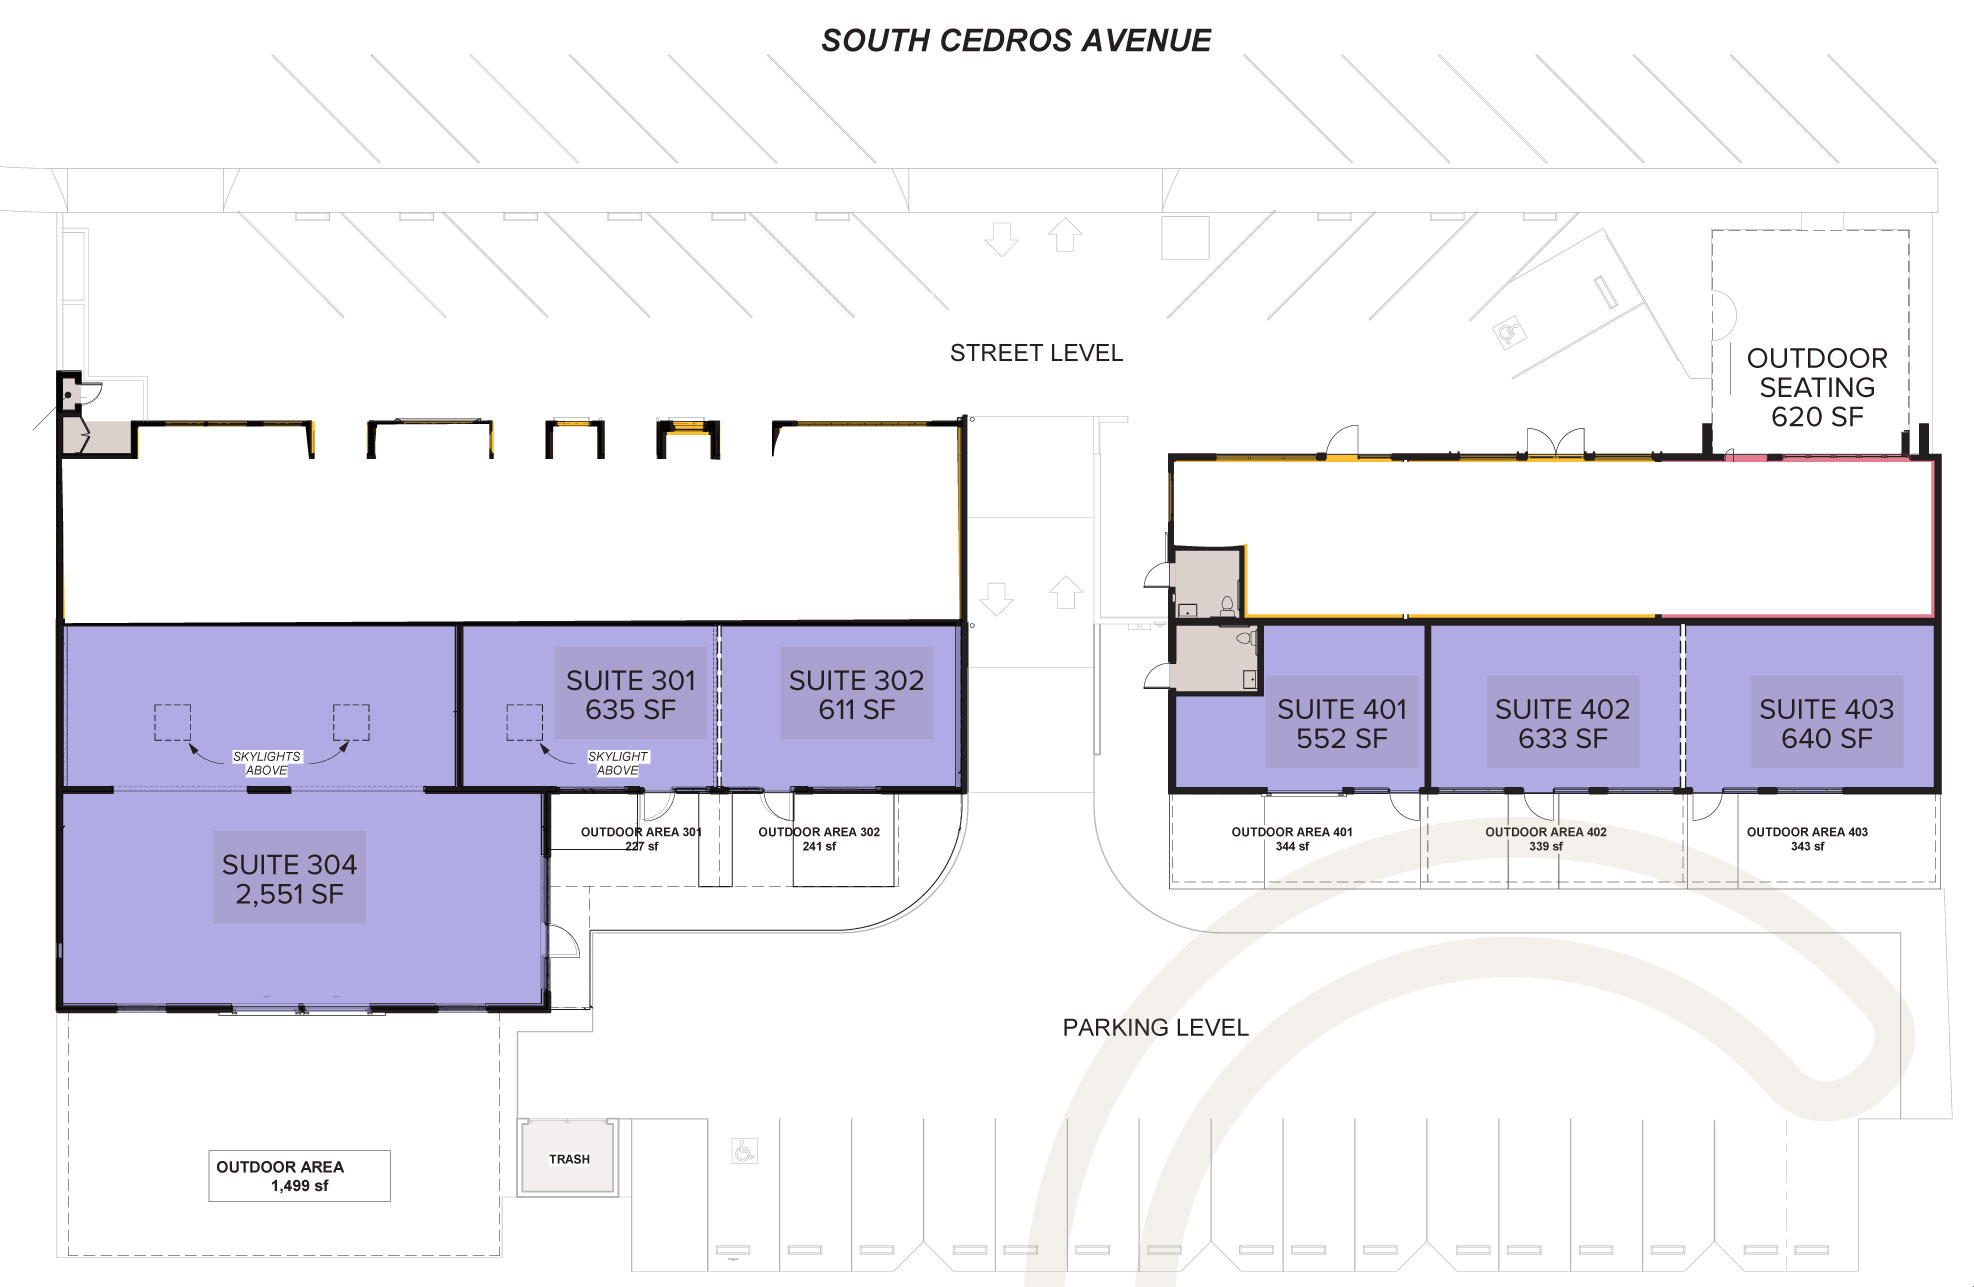 SOUTH CEDROS AVENUE
STREET LEVEL
OUTDOOR
SEATING
620 SF
SUITE 301
635 SF
SUITE 302
611 SF
SUITE 401
552 SF
SUITE 402
633 SF
SUITE 403
640 SF
SKYLIGHTS
ABOVE
SKYLIGHT
ABOVE
OUTDOOR AREA 301
227 sf
OUTDOOR AREA 302
241 sf
OUTDOOR AREA 401
344 sf
OUTDOOR AREA 402
339 sf
OUTDOOR AREA 403
343 sf
SUITE 304
2,551 SF
PARKING LEVEL
TRASH
OUTDOOR AREA
1,499 sf